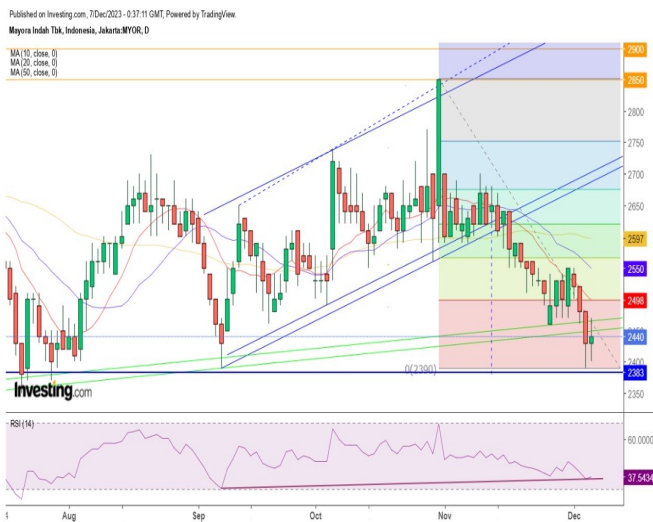 Published on Investing.com, 7/Dec/2023 - 0:37:11 GMT, Powered by TradingView.
Mayora Indah Tbk, Indonesia, Jakarta:MYOR, D
MA (10, close, 0)
MA (20, close, 0)
MA (50, close, 0)
2900
2850
2800
2750
2700
2650
2597
2550
2498
2440
2400
2383
2350
0(2390)
Investing.com
RSI (14)
60.0000
37.5434
Aug
Sep
Oct
Nov
Dec